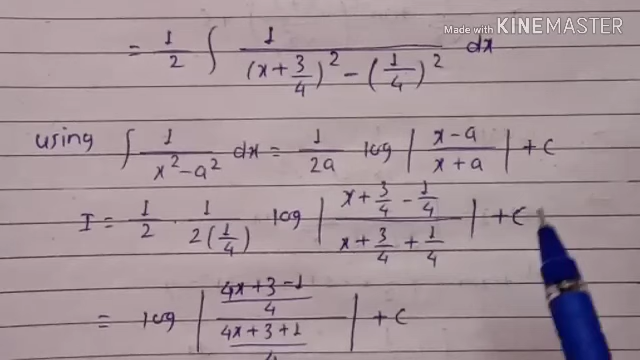 Made with KINEMASTER
= 1/2 ∫ 1/((x+3/4)^2 − (1/4)^2) dx
using ∫ 1/(x^2−a^2) dx = 1/2a log |(x−a)/(x+a)| + C
I = 1/2 · 1/(2(1/4)) log |(x+3/4−1/4)/(x+3/4+1/4)| + C
= log |((4x+3−1)/4)/((4x+3+1)/4)| + C